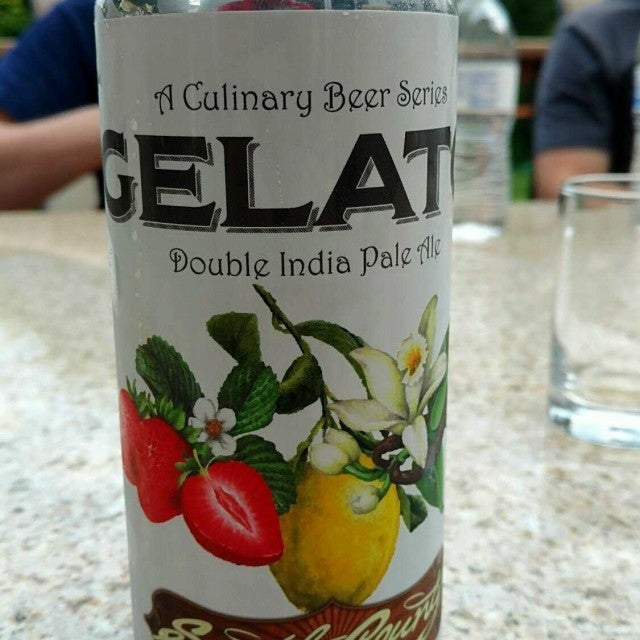 A Culinary Beer Series
GELAT
Double India Pale Ale